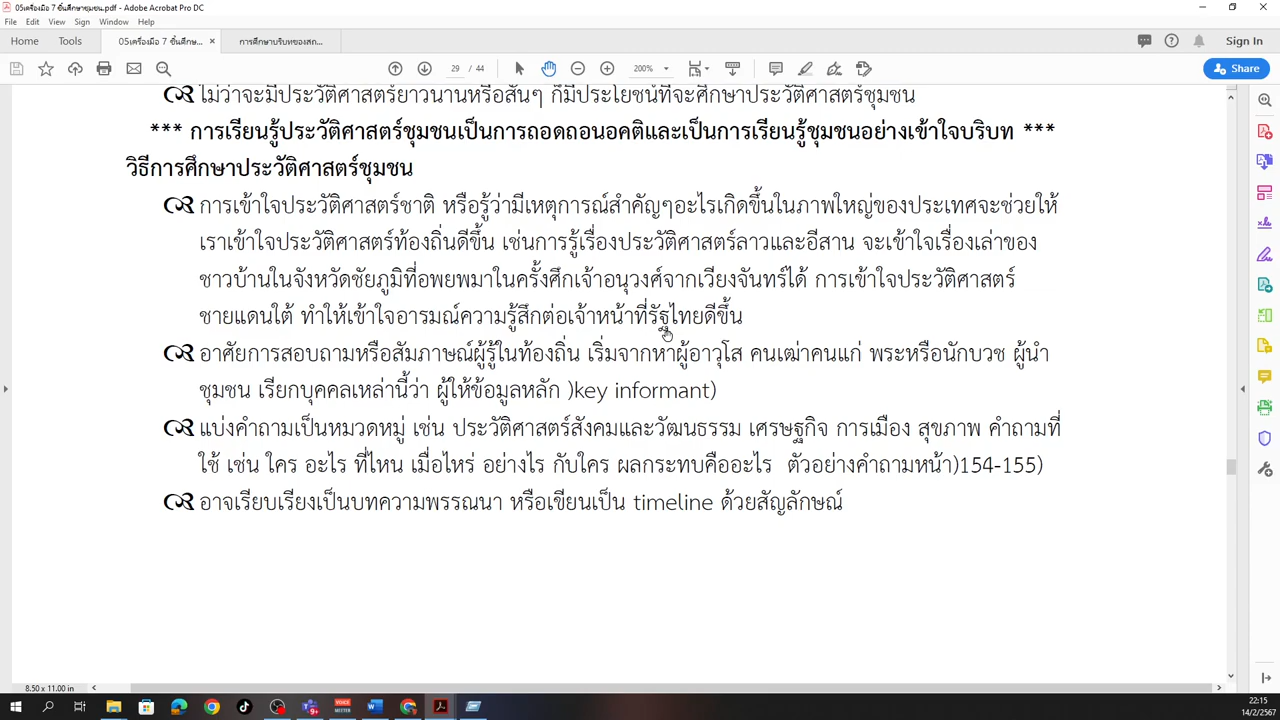 05เครื่องมือ 7 ชิ้นศึกษาชุมชน.pdf - Adobe Acrobat Pro DC
File Edit View Sign Window Help
Home Tools 05เครื่องมือ 7 ชิ้นศึกษ... การศึกษาบริบทของสถ... Sign In
29 / 44 200% Share
ไม่ว่าจะมีประวัติศาสตร์ยาวนานหรือสั้นๆ ก็มีประโยชน์ที่จะศึกษาประวัติศาสตร์ชุมชน
*** การเรียนรู้ประวัติศาสตร์ชุมชนเป็นการถอดถอนอคติและเป็นการเรียนรู้ชุมชนอย่างเข้าใจบริบท ***
วิธีการศึกษาประวัติศาสตร์ชุมชน
การเข้าใจประวัติศาสตร์ชาติ หรือรู้ว่ามีเหตุการณ์สำคัญๆอะไรเกิดขึ้นในภาพใหญ่ของประเทศจะช่วยให้
เราเข้าใจประวัติศาสตร์ท้องถิ่นดีขึ้น เช่นการรู้เรื่องประวัติศาสตร์ลาวและอีสาน จะเข้าใจเรื่องเล่าของ
ชาวบ้านในจังหวัดชัยภูมิที่อพยพมาในครั้งศึกเจ้าอนุวงศ์จากเวียงจันทร์ได้ การเข้าใจประวัติศาสตร์
ชายแดนใต้ ทำให้เข้าใจอารมณ์ความรู้สึกต่อเจ้าหน้าที่รัฐไทยดีขึ้น
อาศัยการสอบถามหรือสัมภาษณ์ผู้รู้ในท้องถิ่น เริ่มจากหาผู้อาวุโส คนเฒ่าคนแก่ พระหรือนักบวช ผู้นำ
ชุมชน เรียกบุคคลเหล่านี้ว่า ผู้ให้ข้อมูลหลัก )key informant)
แบ่งคำถามเป็นหมวดหมู่ เช่น ประวัติศาสตร์สังคมและวัฒนธรรม เศรษฐกิจ การเมือง สุขภาพ คำถามที่
ใช้ เช่น ใคร อะไร ที่ไหน เมื่อไหร่ อย่างไร กับใคร ผลกระทบคืออะไร ตัวอย่างคำถามหน้า)154-155)
อาจเรียบเรียงเป็นบทความพรรณนา หรือเขียนเป็น timeline ด้วยสัญลักษณ์
8.50 x 11.00 in
22:15
14/2/2567